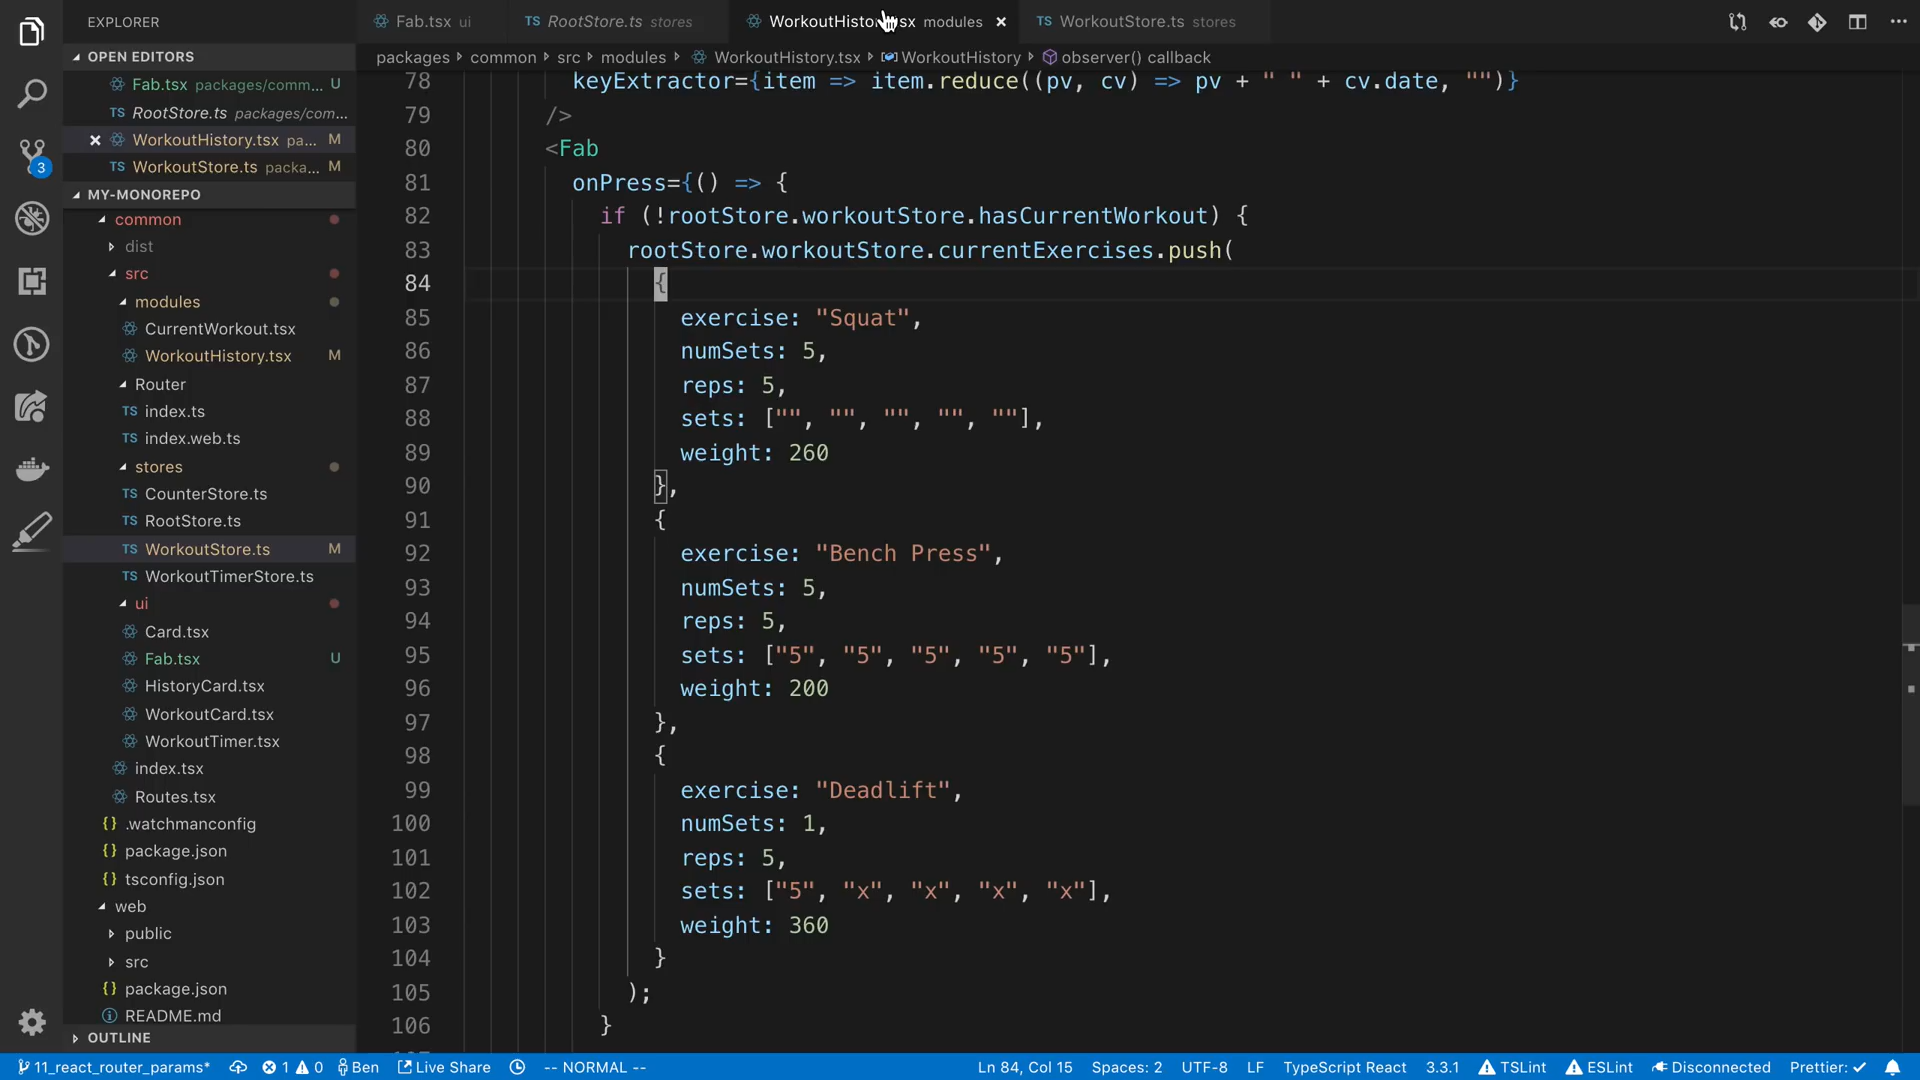 EXPLORER
OPEN EDITORS
Fab.tsx packages/comm... U
RootStore.ts packages/com...
WorkoutHistory.tsx pa... M
WorkoutStore.ts packa... M
MY-MONOREPO
common
dist
src
modules
CurrentWorkout.tsx
WorkoutHistory.tsx M
Router
TS index.ts
TS index.web.ts
stores
TS CounterStore.ts
TS RootStore.ts
TS WorkoutStore.ts M
TS WorkoutTimerStore.ts
ui
Card.tsx
Fab.tsx U
HistoryCard.tsx
WorkoutCard.tsx
WorkoutTimer.tsx
index.tsx
Routes.tsx
{} .watchmanconfig
{} package.json
{} tsconfig.json
web
public
src
{} package.json
README.md
OUTLINE
3
Fab.tsx ui
TS RootStore.ts stores
modules
TS WorkoutStore.ts stores
packages common src modules WorkoutHistory.tsx WorkoutHistory observer() callback
78 keyExtractor={item => item.reduce((pv, cv) => pv + " " + cv.date, "")}
79 />
80 <Fab
81 onPress={() => {
82 if (!rootStore.workoutStore.hasCurrentWorkout) {
83 rootStore.workoutStore.currentExercises.push(
84 {
85 exercise: "Squat",
86 numSets: 5,
87 reps: 5,
88 sets: ["", "", "", "", ""],
89 weight: 260
90 },
91 {
92 exercise: "Bench Press",
93 numSets: 5,
94 reps: 5,
95 sets: ["5", "5", "5", "5", "5"],
96 weight: 200
97 },
98 {
99 exercise: "Deadlift",
100 numSets: 1,
101 reps: 5,
102 sets: ["5", "x", "x", "x", "x"],
103 weight: 360
104 }
105 );
106 }
11_react_router_params* 1 0 Ben Live Share -- NORMAL -- Ln 84, Col 15 Spaces: 2 UTF-8 LF TypeScript React 3.3.1 TSLint ESLint Disconnected Prettier: ✓